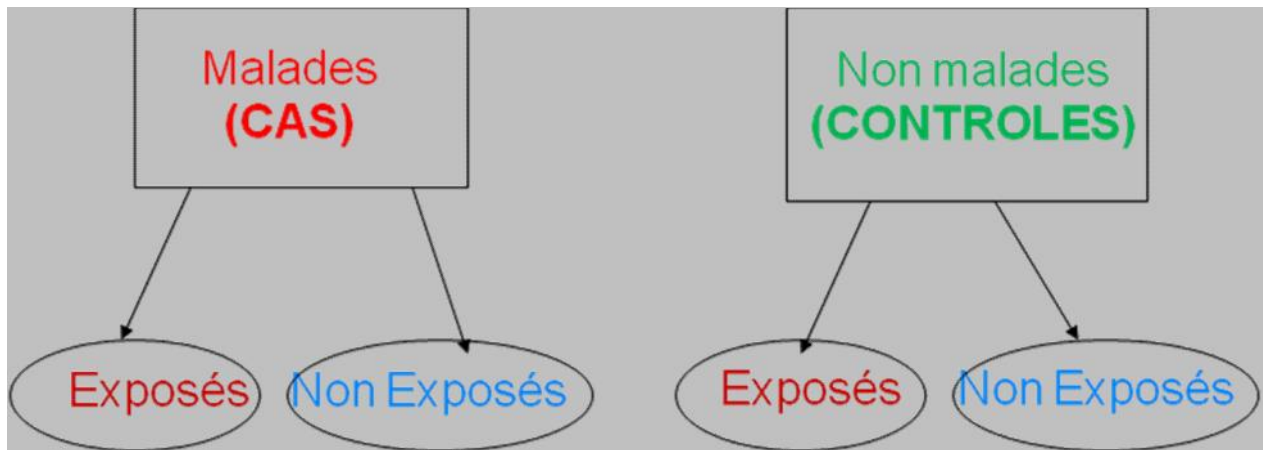 Malades
(CAS)
Non malades
(CONTROLES)
Exposés
Non Exposés
Exposés
Non Exposés